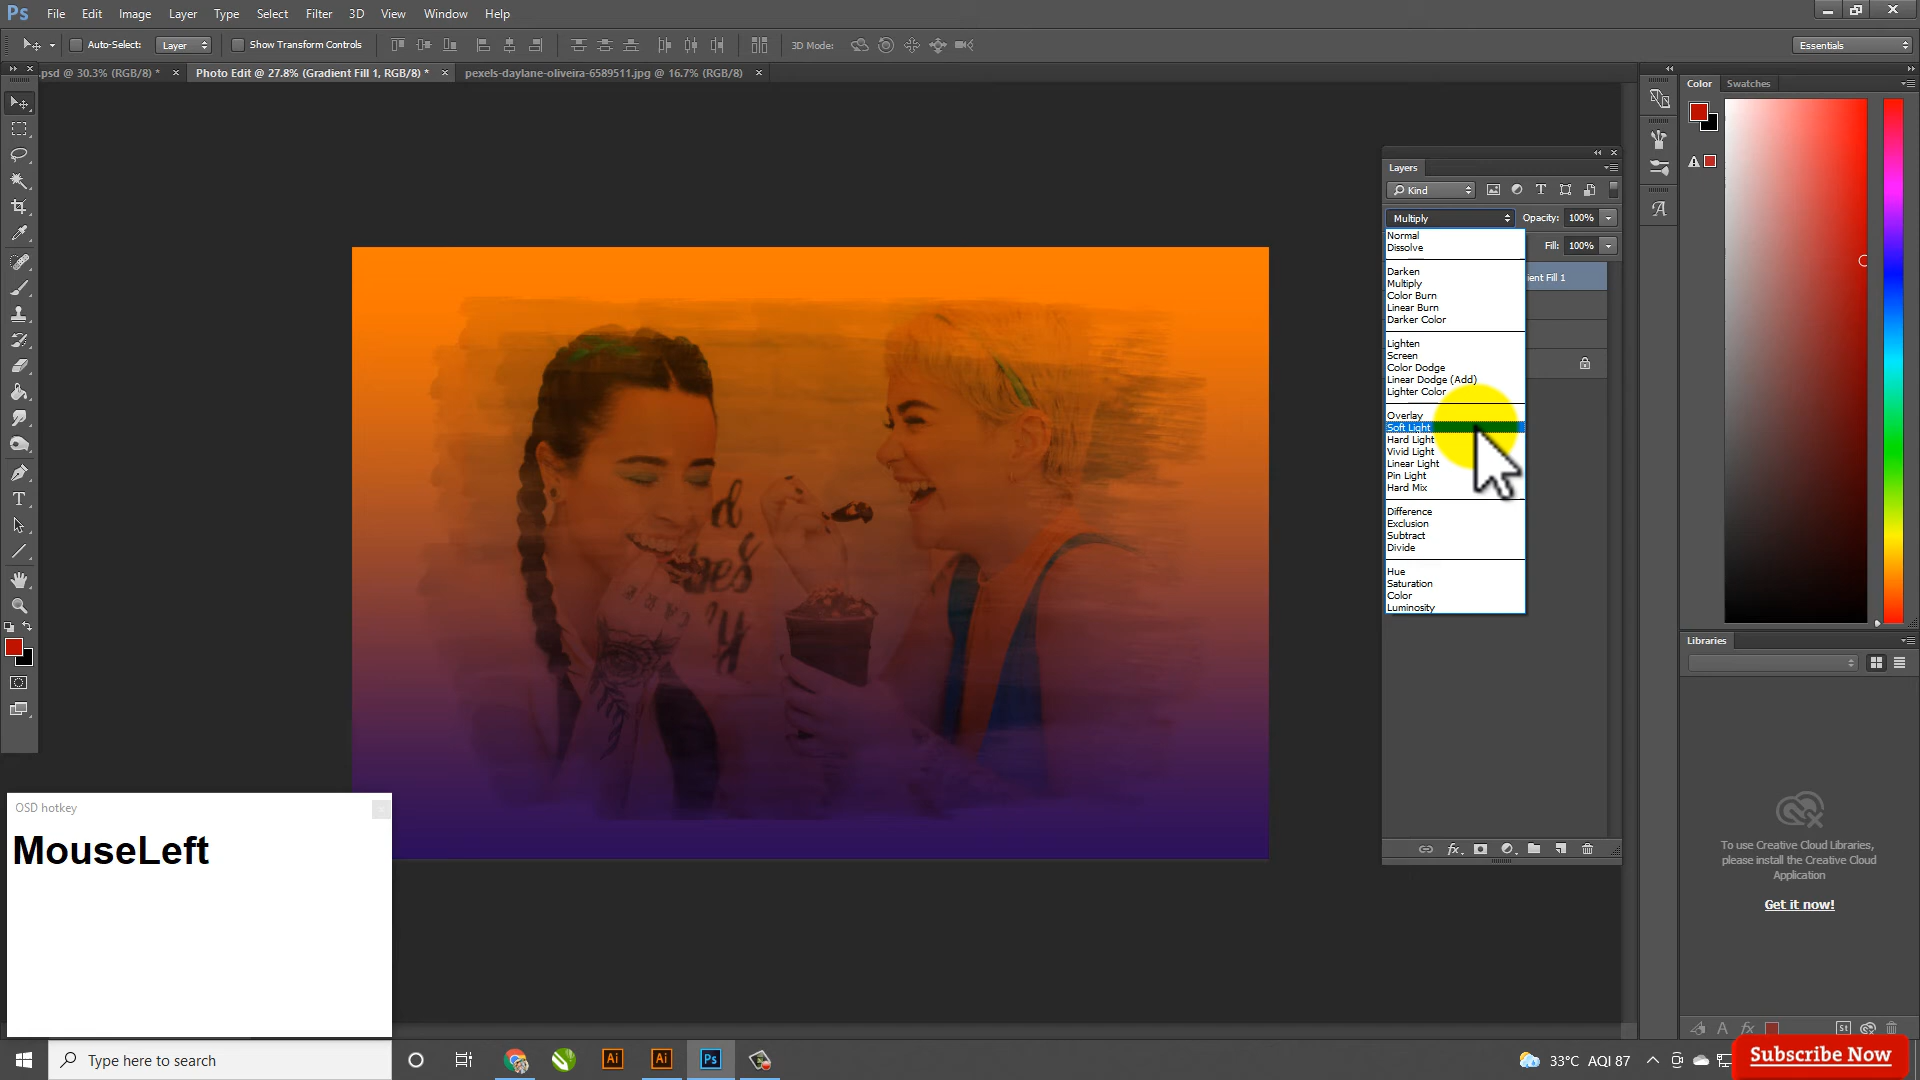 Ps File Edit Image Layer Type Select Filter 3D View Window Help
Auto-Select: Layer Show Transform Controls 3D Mode: Essentials
.psd @ 30.3% (RGB/8) * × Photo Edit @ 27.8% (Gradient Fill 1, RGB/8) * × pexels-daylane-oliveira-6589511.jpg @ 16.7% (RGB/8) ×
Color Swatches
Layers
Kind
Multiply Opacity: 100%
Normal
Dissolve
Fill: 100%
Darken
Multiply
Color Burn
Linear Burn
Darker Color
ient Fill 1
Lighten
Screen
Color Dodge
Linear Dodge (Add)
Lighter Color
Overlay
Soft Light
Hard Light
Vivid Light
Linear Light
Pin Light
Hard Mix
Difference
Exclusion
Subtract
Divide
Hue
Saturation
Color
Luminosity
Libraries
To use Creative Cloud Libraries,
please install the Creative Cloud
Application
Get it now!
OSD hotkey
MouseLeft
Type here to search
Ai Ai Ps
33°C AQI 87
Subscribe Now